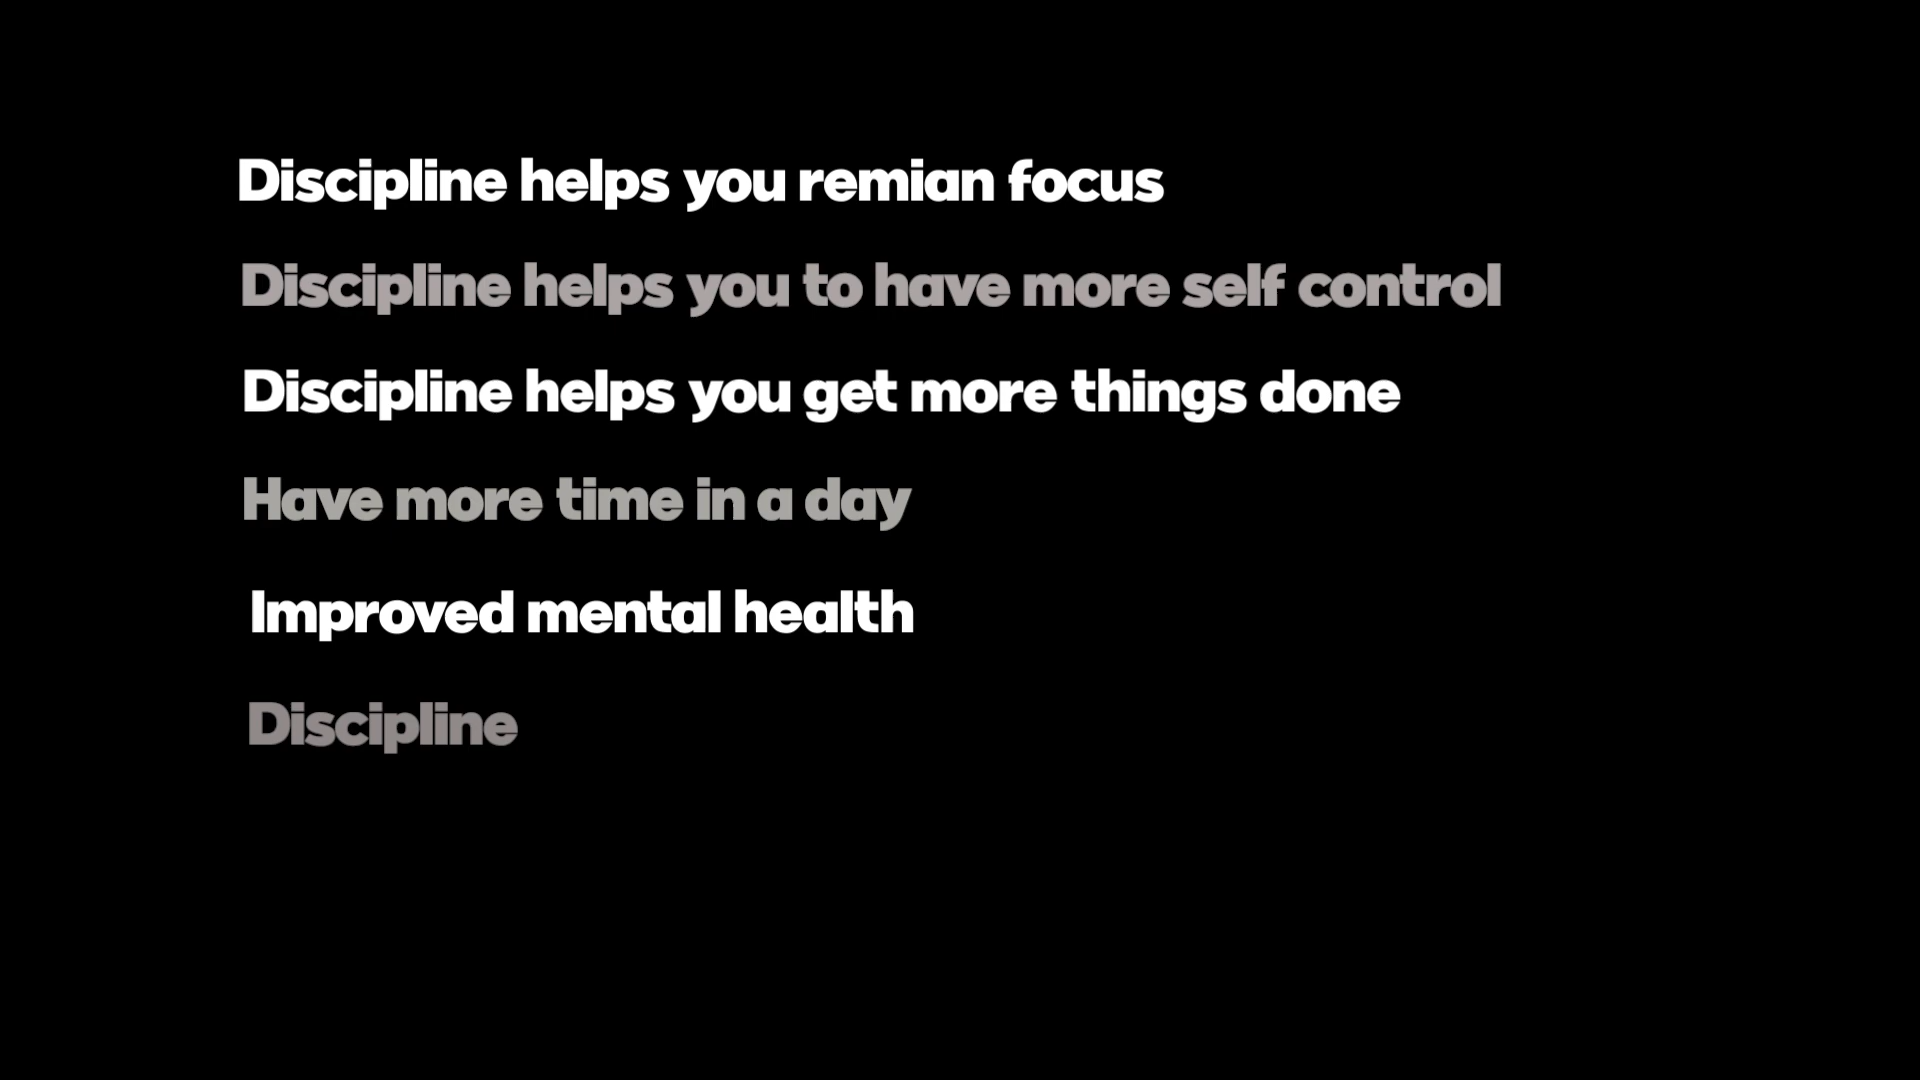 Discipline helps you remian focus
Discipline helps you to have more self control
Discipline helps you get more things done
Have more time in a day
Improved mental health
Discipline